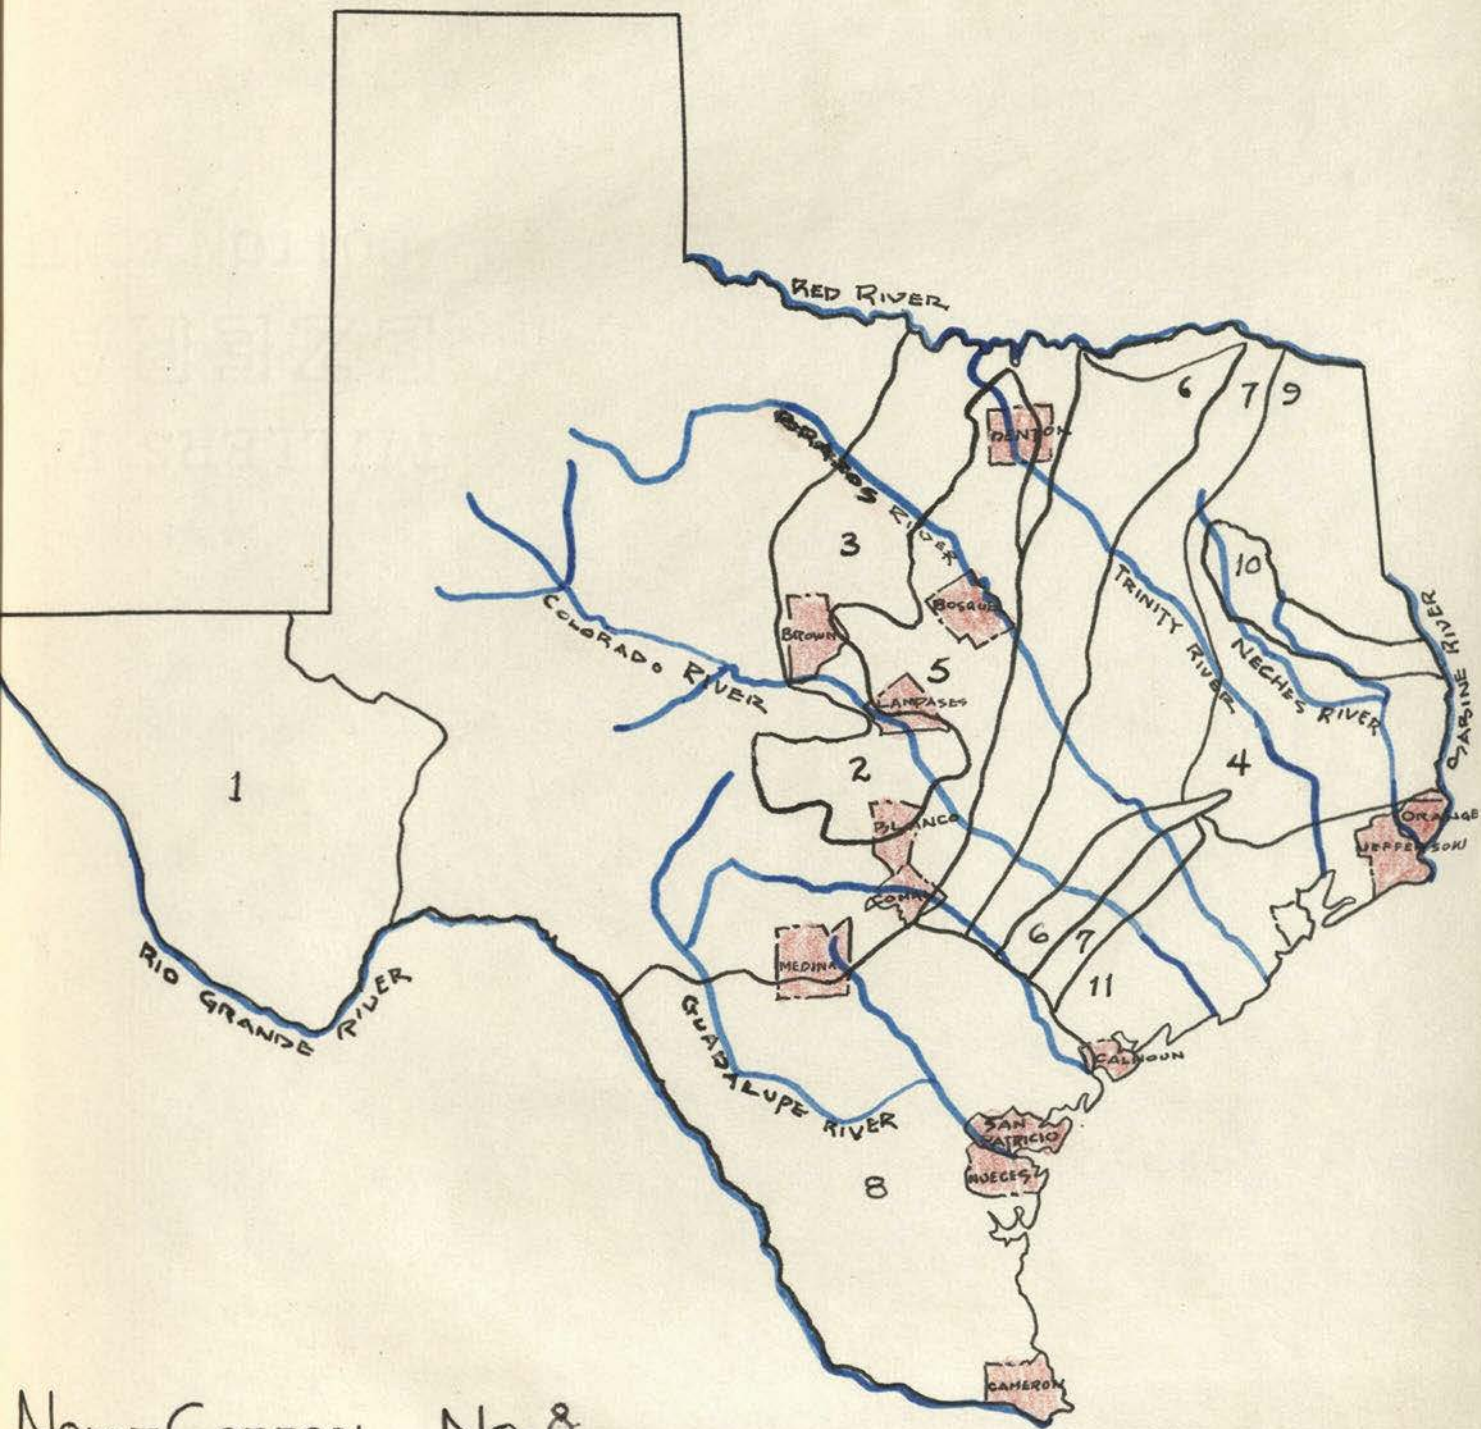 RED RIVER
6
7
9
DENTON
BRAZOS RIVER
3
10
TRINITY RIVER
BOSQUE
BROWN
COLORADO RIVER
5
NECHES RIVER
SABINE RIVER
LAMPASES
1
2
4
BLANCO
ORANGE
JEFFERSON
COMAL
6
7
MEDINA
11
RIO GRANDE RIVER
GUADALUPE RIVER
CALHOUN
SAN PATRICIO
NUECES
8
CAMERON
No. 8